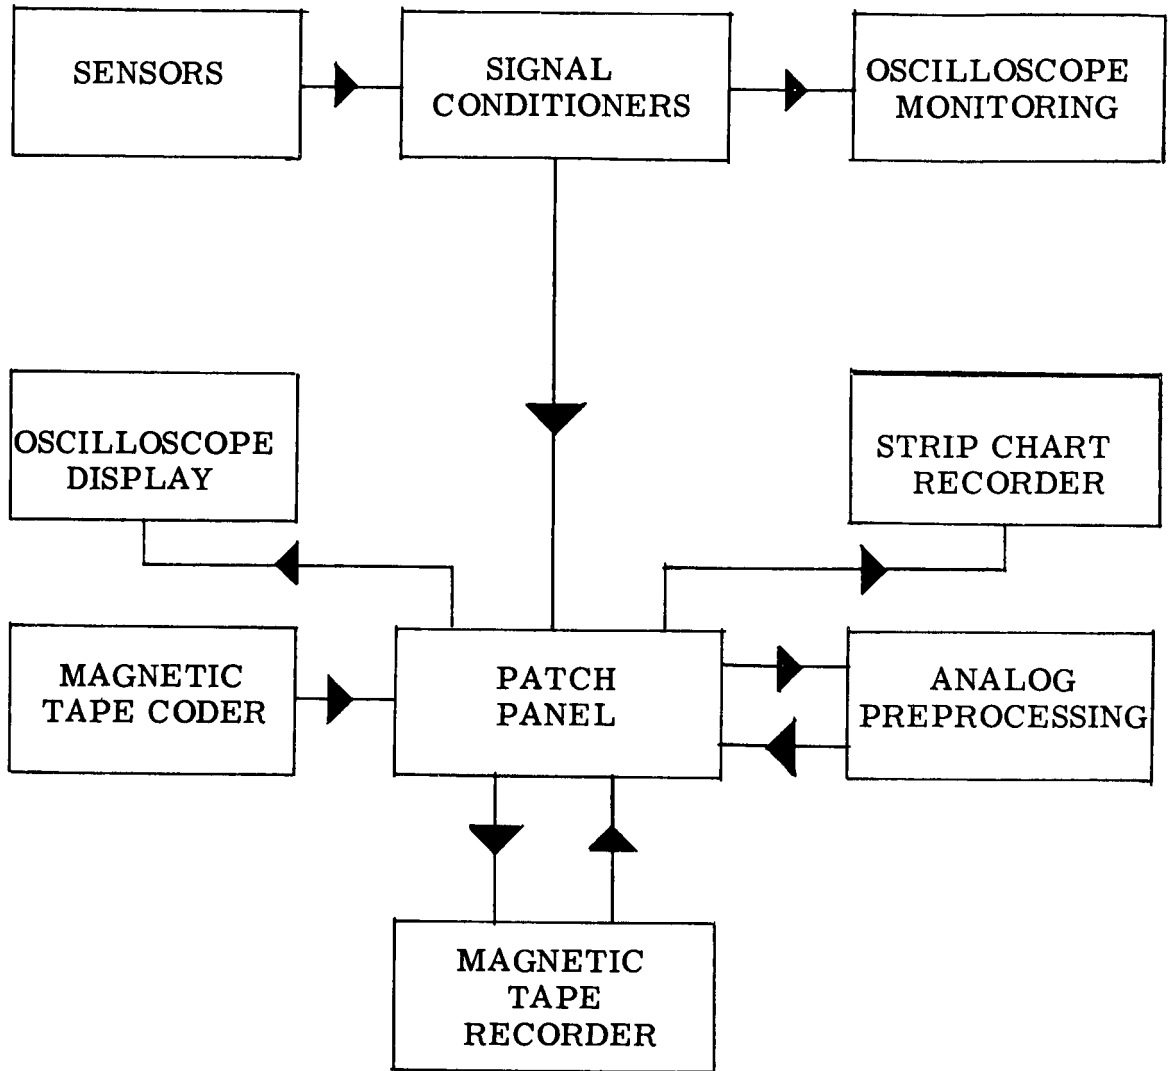 SENSORS
SIGNAL
CONDITIONERS
OSCILLOSCOPE
MONITORING
OSCILLOSCOPE
DISPLAY
STRIP CHART
RECORDER
MAGNETIC
TAPE CODER
PATCH
PANEL
ANALOG
PREPROCESSING
MAGNETIC
TAPE
RECORDER